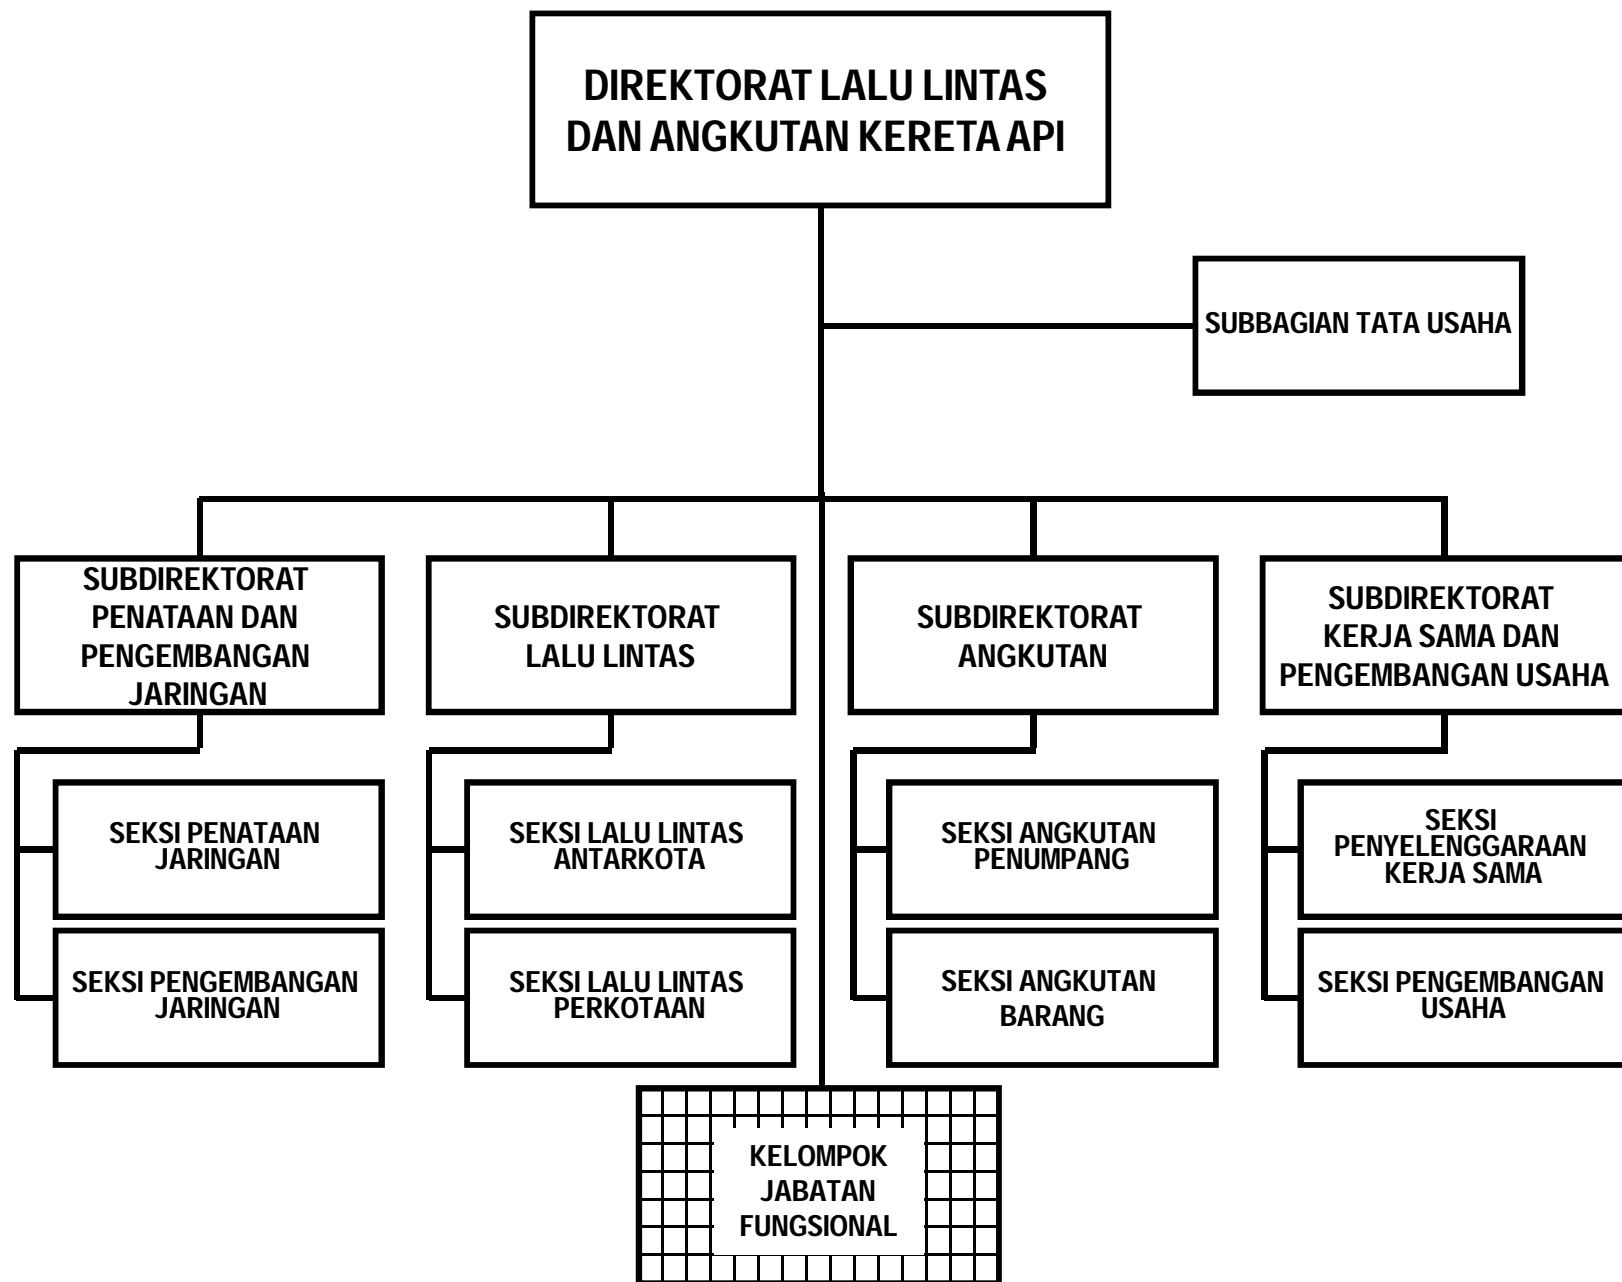 DIREKTORAT LALU LINTAS
DAN ANGKUTAN KERETA API
SUBBAGIAN TATA USAHA
SUBDIREKTORAT
PENATAAN DAN
PENGEMBANGAN
JARINGAN
SUBDIREKTORAT
LALU LINTAS
SUBDIREKTORAT
ANGKUTAN
SUBDIREKTORAT
KERJA SAMA DAN
PENGEMBANGAN USAHA
SEKSI PENATAAN
JARINGAN
SEKSI LALU LINTAS
ANTARKOTA
SEKSI ANGKUTAN
PENUMPANG
SEKSI
PENYELENGGARAAN
KERJA SAMA
SEKSI PENGEMBANGAN
JARINGAN
SEKSI LALU LINTAS
PERKOTAAN
SEKSI ANGKUTAN
BARANG
SEKSI PENGEMBANGAN
USAHA
KELOMPOK
JABATAN
FUNGSIONAL